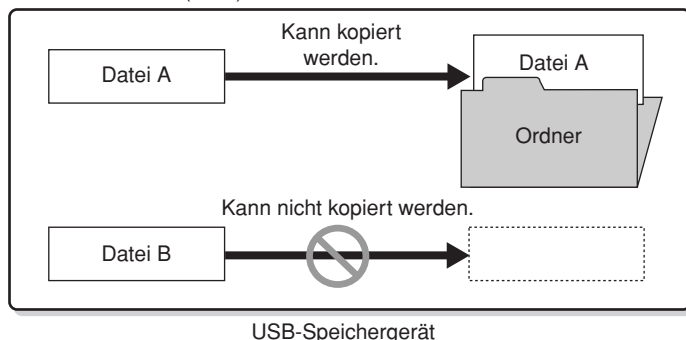 Kann kopiert
werden.
Datei A
Datei A
Ordner
Kann nicht kopiert werden.
Datei B
USB-Speichergerät